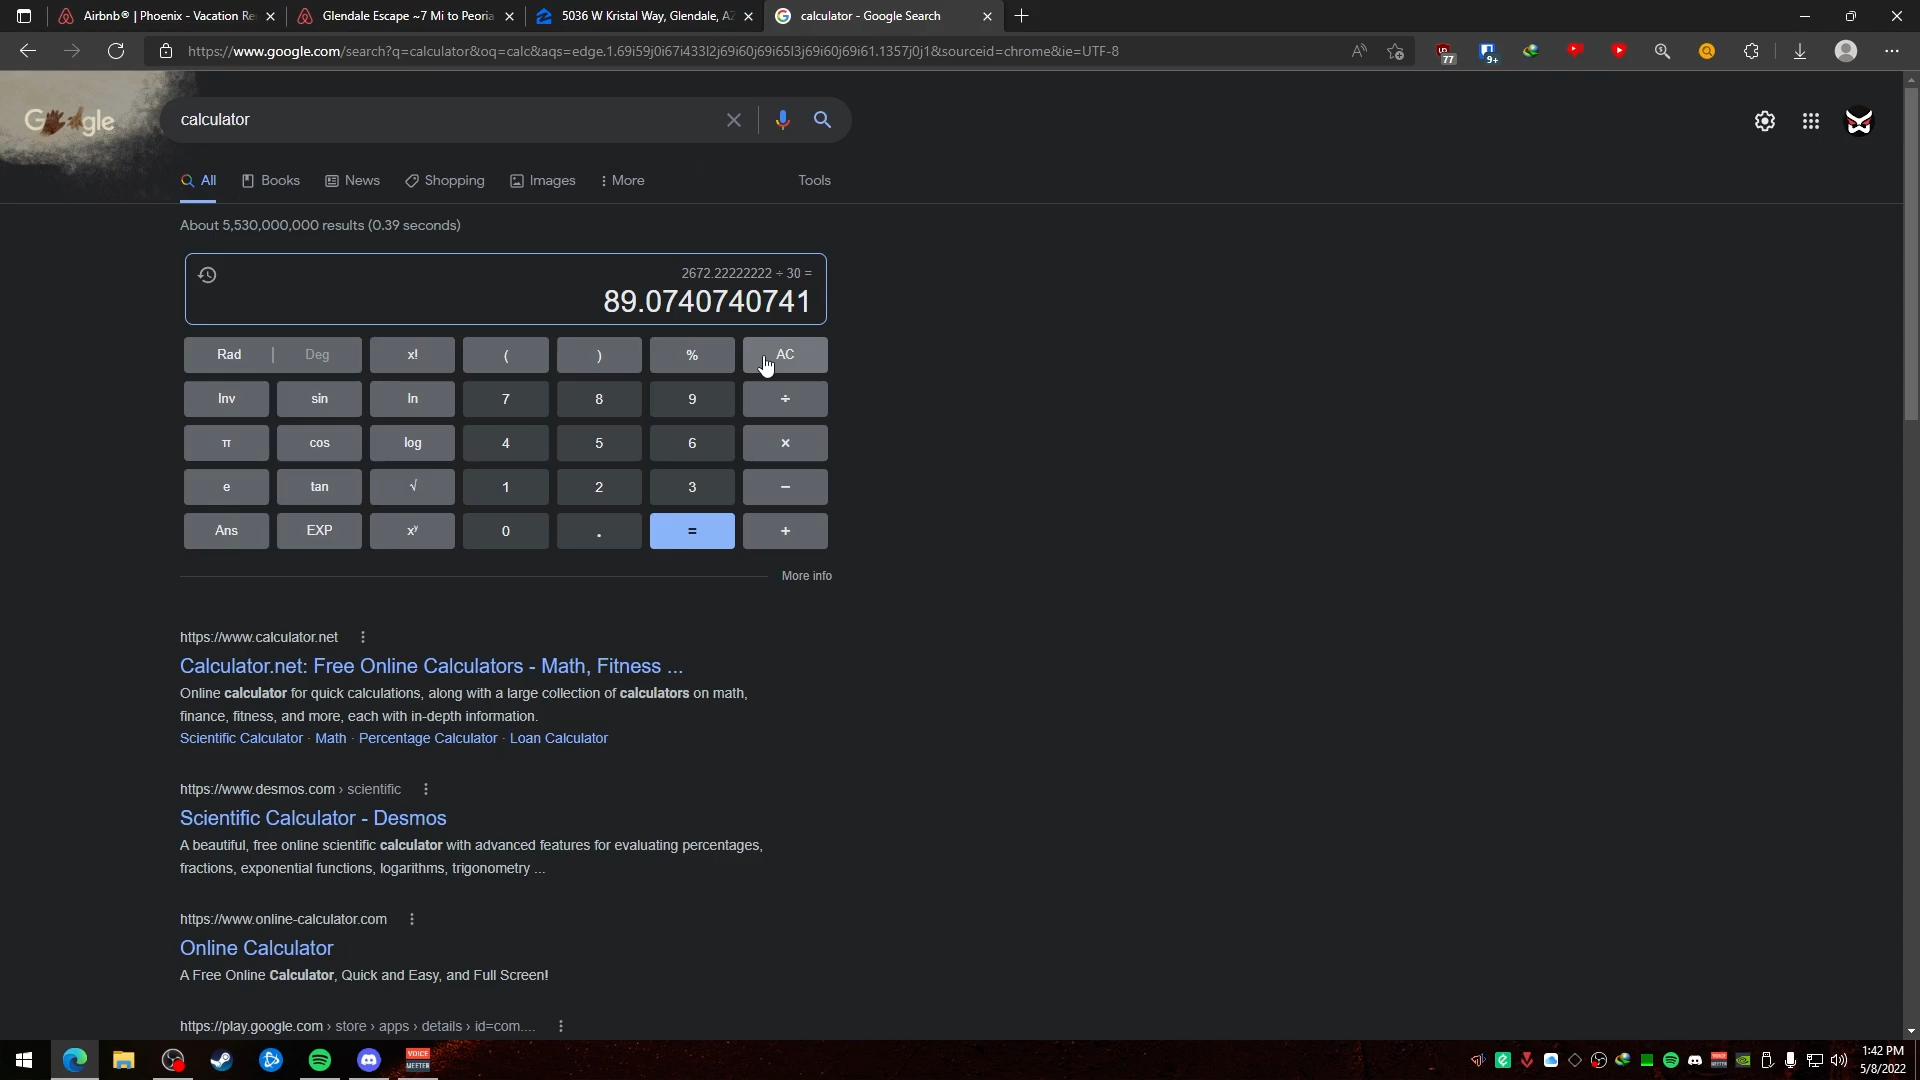 Airbnb® | Phoenix - Vacation Re
Glendale Escape ~7 Mi to Peoria
5036 W Kristal Way, Glendale, AZ
calculator - Google Search
https://www.google.com/search?q=calculator&oq=calc&aqs=edge.1.69i59j0i67i433l2j69i60j69i65l3j69i60j69i61.1357j0j1&sourceid=chrome&ie=UTF-8
77
9+
Google
calculator
All
Books
News
Shopping
Images
More
Tools
About 5,530,000,000 results (0.39 seconds)
2672.22222222 ÷ 30 =
89.0740740741
Rad | Deg x! ( ) % AC
Inv sin ln 7 8 9 ÷
π cos log 4 5 6 ×
e tan √ 1 2 3 −
Ans EXP xʸ 0 . = +
More info
https://www.calculator.net
Calculator.net: Free Online Calculators - Math, Fitness ...
Online calculator for quick calculations, along with a large collection of calculators on math,
finance, fitness, and more, each with in-depth information.
Scientific Calculator · Math · Percentage Calculator · Loan Calculator
https://www.desmos.com › scientific
Scientific Calculator - Desmos
A beautiful, free online scientific calculator with advanced features for evaluating percentages,
fractions, exponential functions, logarithms, trigonometry ...
https://www.online-calculator.com
Online Calculator
A Free Online Calculator, Quick and Easy, and Full Screen!
https://play.google.com › store › apps › details › id=com....
VOICE
MEETER
1:42 PM
5/8/2022